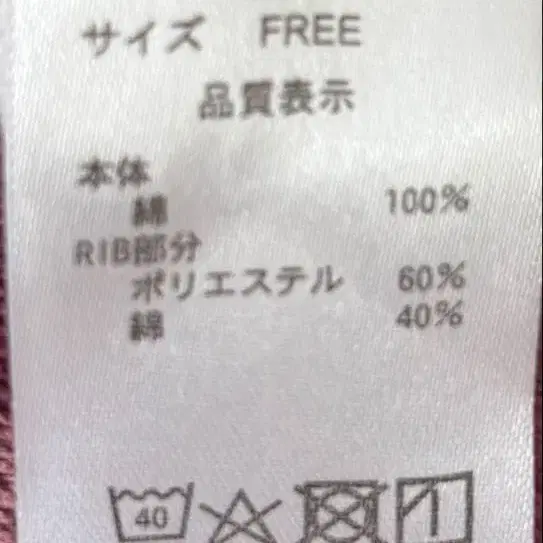 サイズ FREE
品質表示
本体
綿 100%
RIB部分
ポリエステル 60%
綿 40%
40